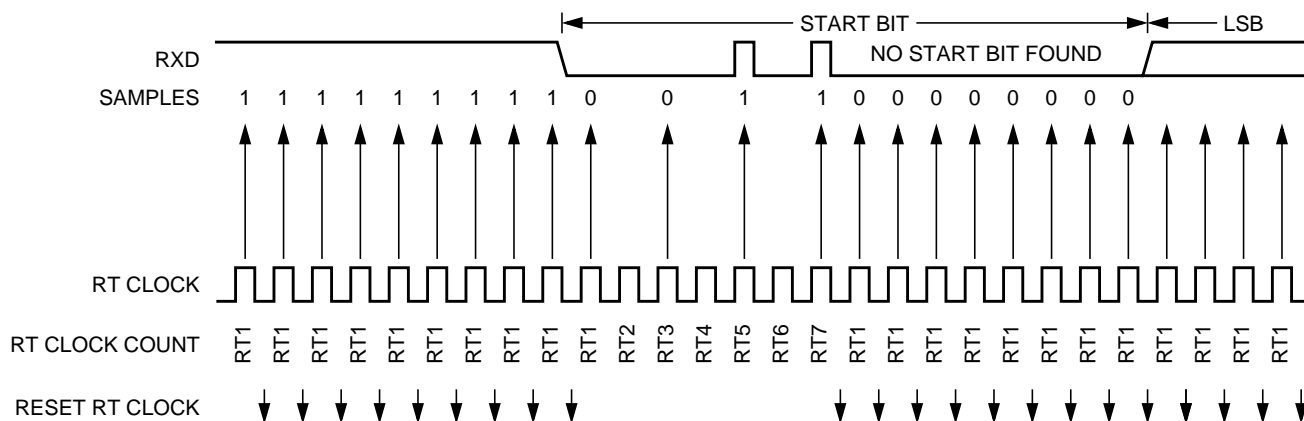 START BIT LSB
RXD NO START BIT FOUND
SAMPLES 1 1 1 1 1 1 1 1 1 0 0 1 1 0 0 0 0 0 0 0 0
RT CLOCK
RT CLOCK COUNT RT1 RT1 RT1 RT1 RT1 RT1 RT1 RT1 RT1 RT1 RT2 RT3 RT4 RT5 RT6 RT7 RT1 RT1 RT1 RT1 RT1 RT1 RT1 RT1 RT1 RT1 RT1 RT1
RESET RT CLOCK